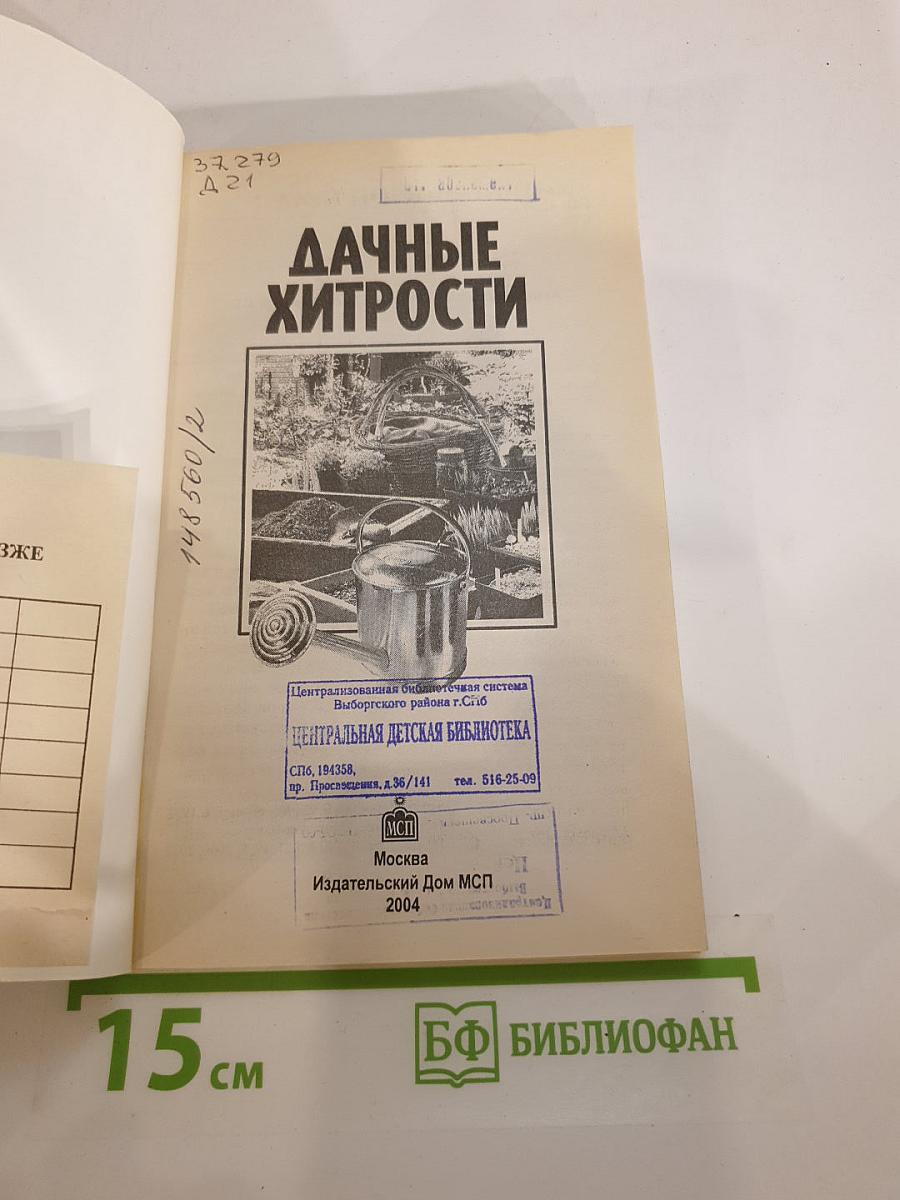 37.279
Д 21
ДАЧНЫЕ
ХИТРОСТИ
148560/2
ЗЖЕ
Централизованная библиотечная система
Выборгского района г.СПб
ЦЕНТРАЛЬНАЯ ДЕТСКАЯ БИБЛИОТЕКА
СПб, 194358,
пр. Просвещения, д.36/141 тел. 516-25-09
МСП
Москва
Издательский Дом МСП
2004
15 см
БФ БИБЛИОФАН